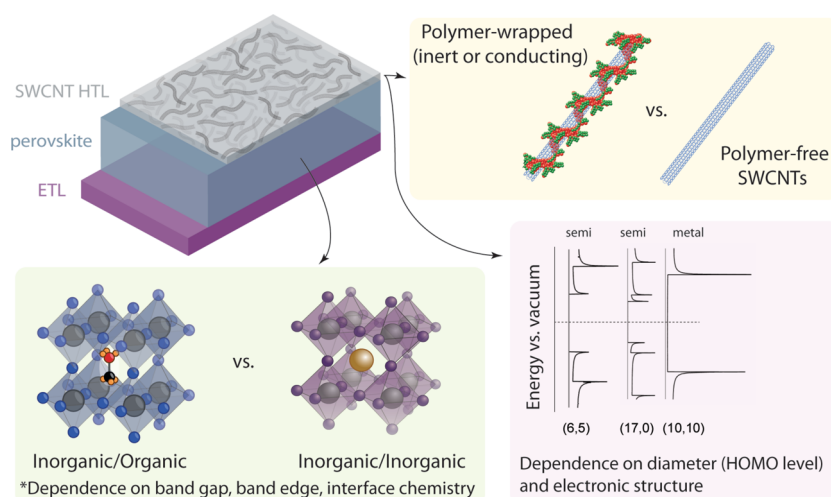 SWCNT HTL
perovskite
ETL
Polymer-wrapped
(inert or conducting)
vs.
Polymer-free
SWCNTs
Inorganic/Organic
vs.
Inorganic/Inorganic
*Dependence on band gap, band edge, interface chemistry
semi
semi
metal
Energy vs. vacuum
(6,5)
(17,0)
(10,10)
Dependence on diameter (HOMO level)
and electronic structure